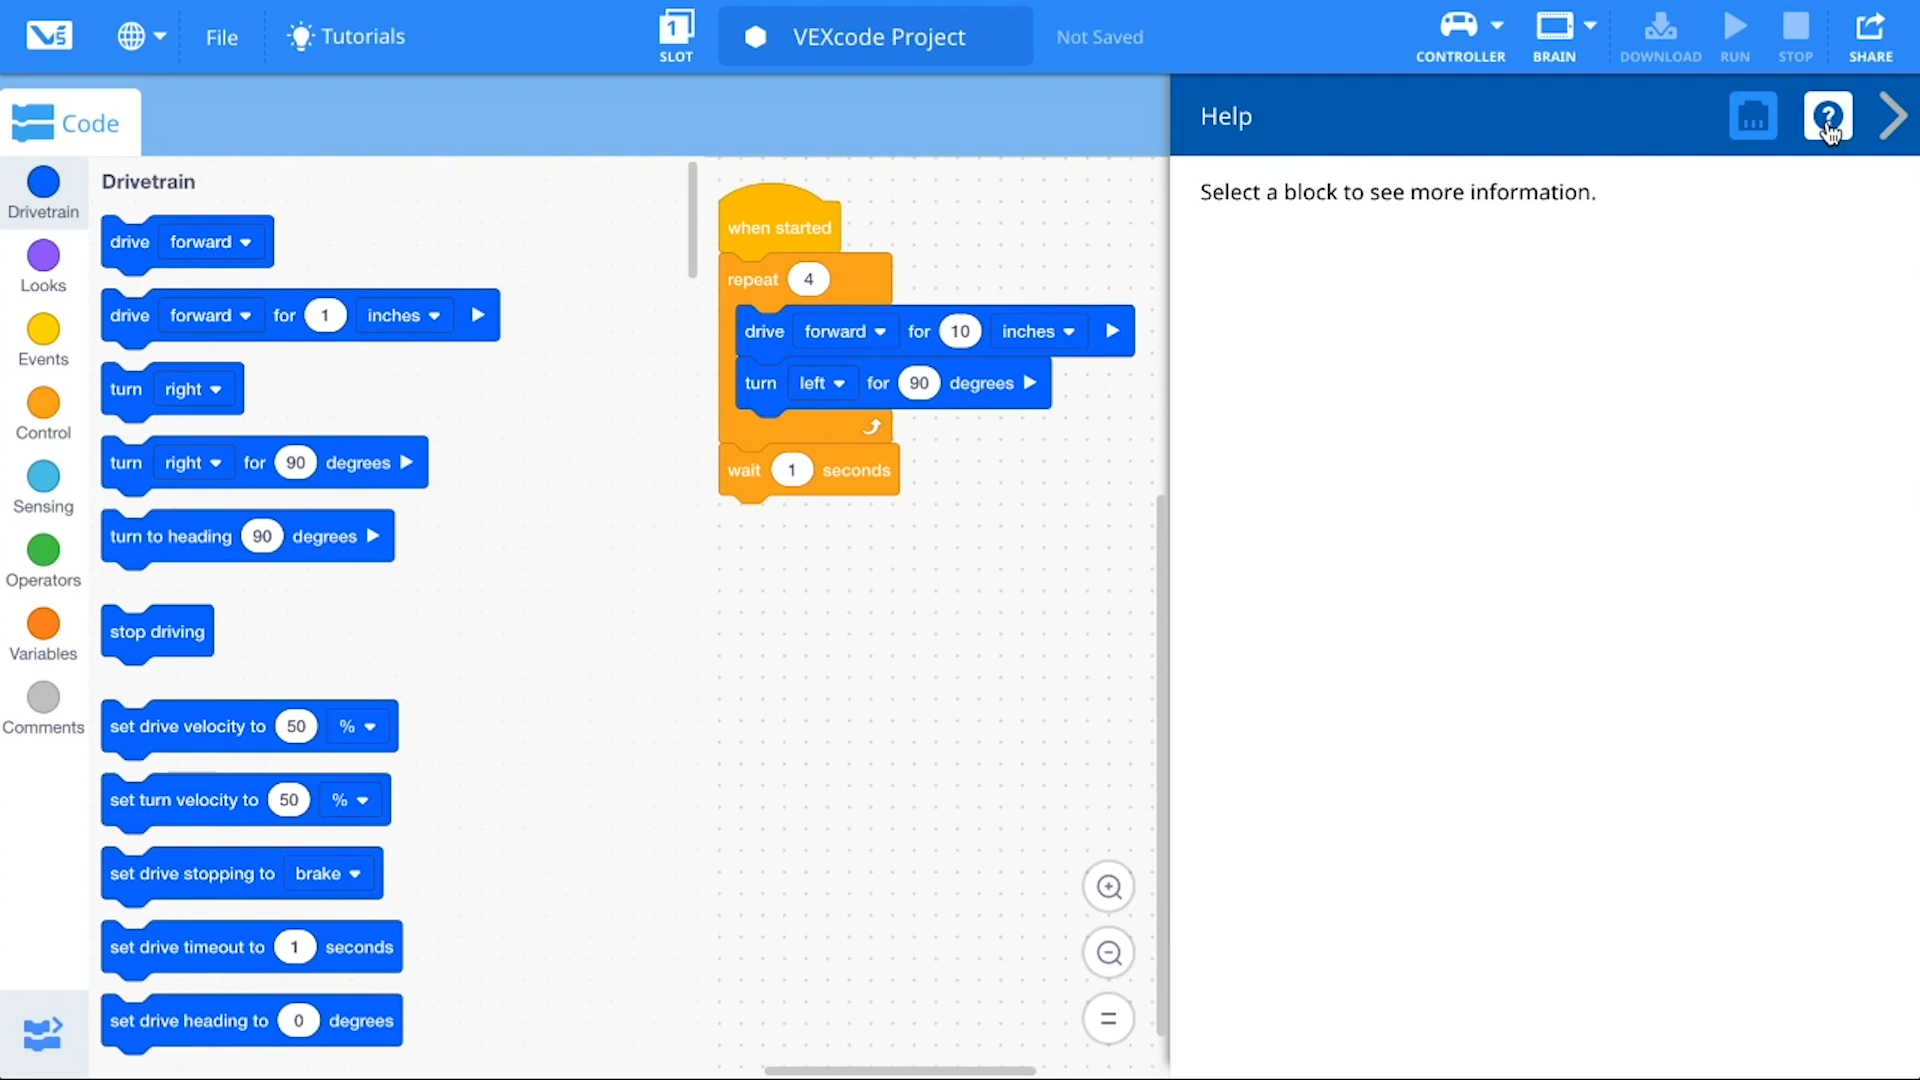 V5
File
Tutorials
1
SLOT
VEXcode Project
Not Saved
CONTROLLER
BRAIN
DOWNLOAD
RUN
STOP
SHARE
Code
Help
?
Select a block to see more information.
Drivetrain
Looks
Events
Control
Sensing
Operators
Variables
Comments
Drivetrain
drive forward
drive forward for 1 inches
turn right
turn right for 90 degrees
turn to heading 90 degrees
stop driving
set drive velocity to 50 %
set turn velocity to 50 %
set drive stopping to brake
set drive timeout to 1 seconds
set drive heading to 0 degrees
when started
repeat 4
drive forward for 10 inches
turn left for 90 degrees
wait 1 seconds